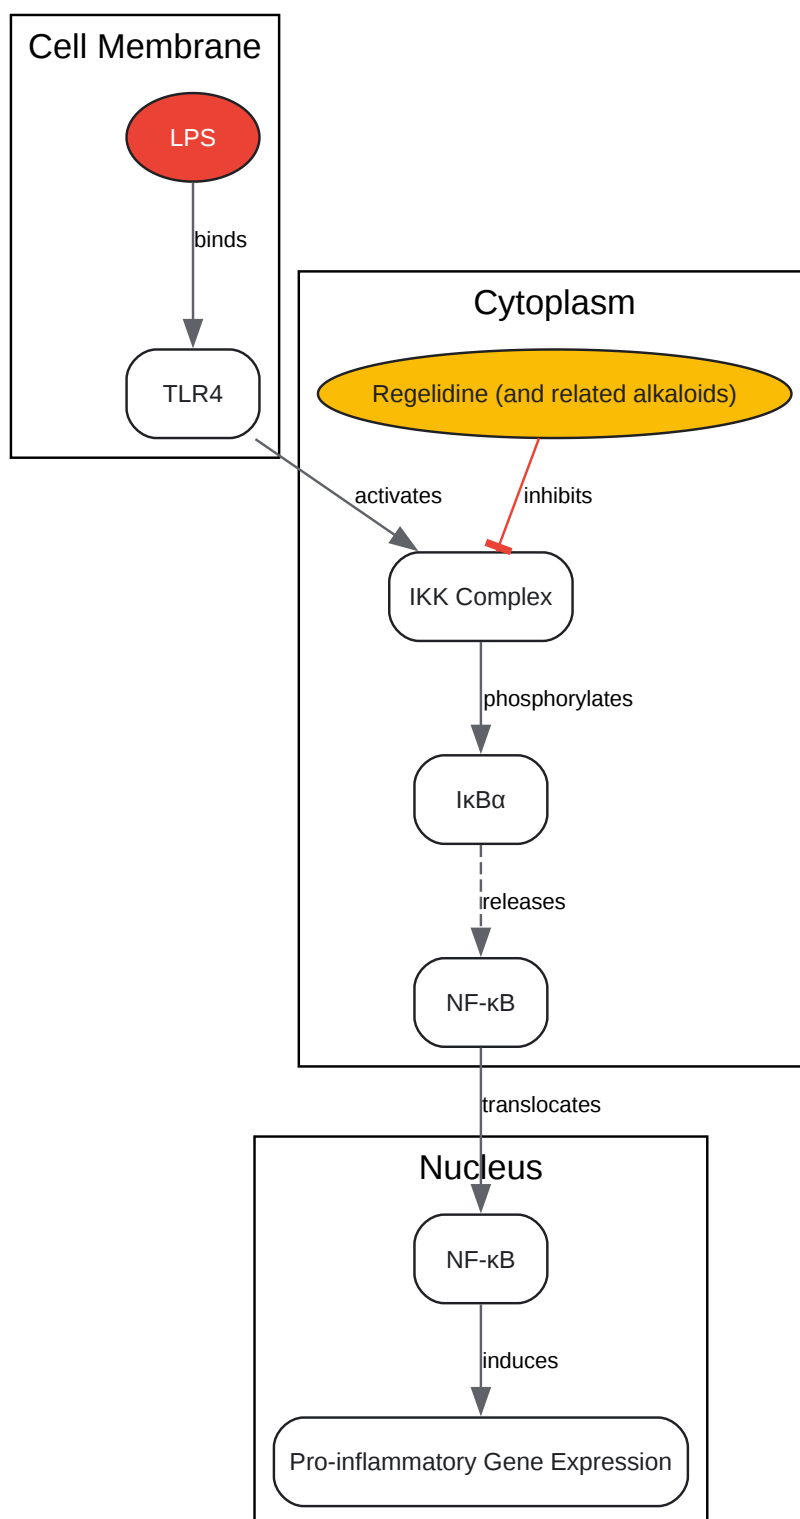 Cell Membrane
LPS
binds
TLR4
Cytoplasm
Regelidine (and related alkaloids)
activates
inhibits
IKK Complex
phosphorylates
IκBα
releases
NF-κB
translocates
Nucleus
NF-κB
induces
Pro-inflammatory Gene Expression